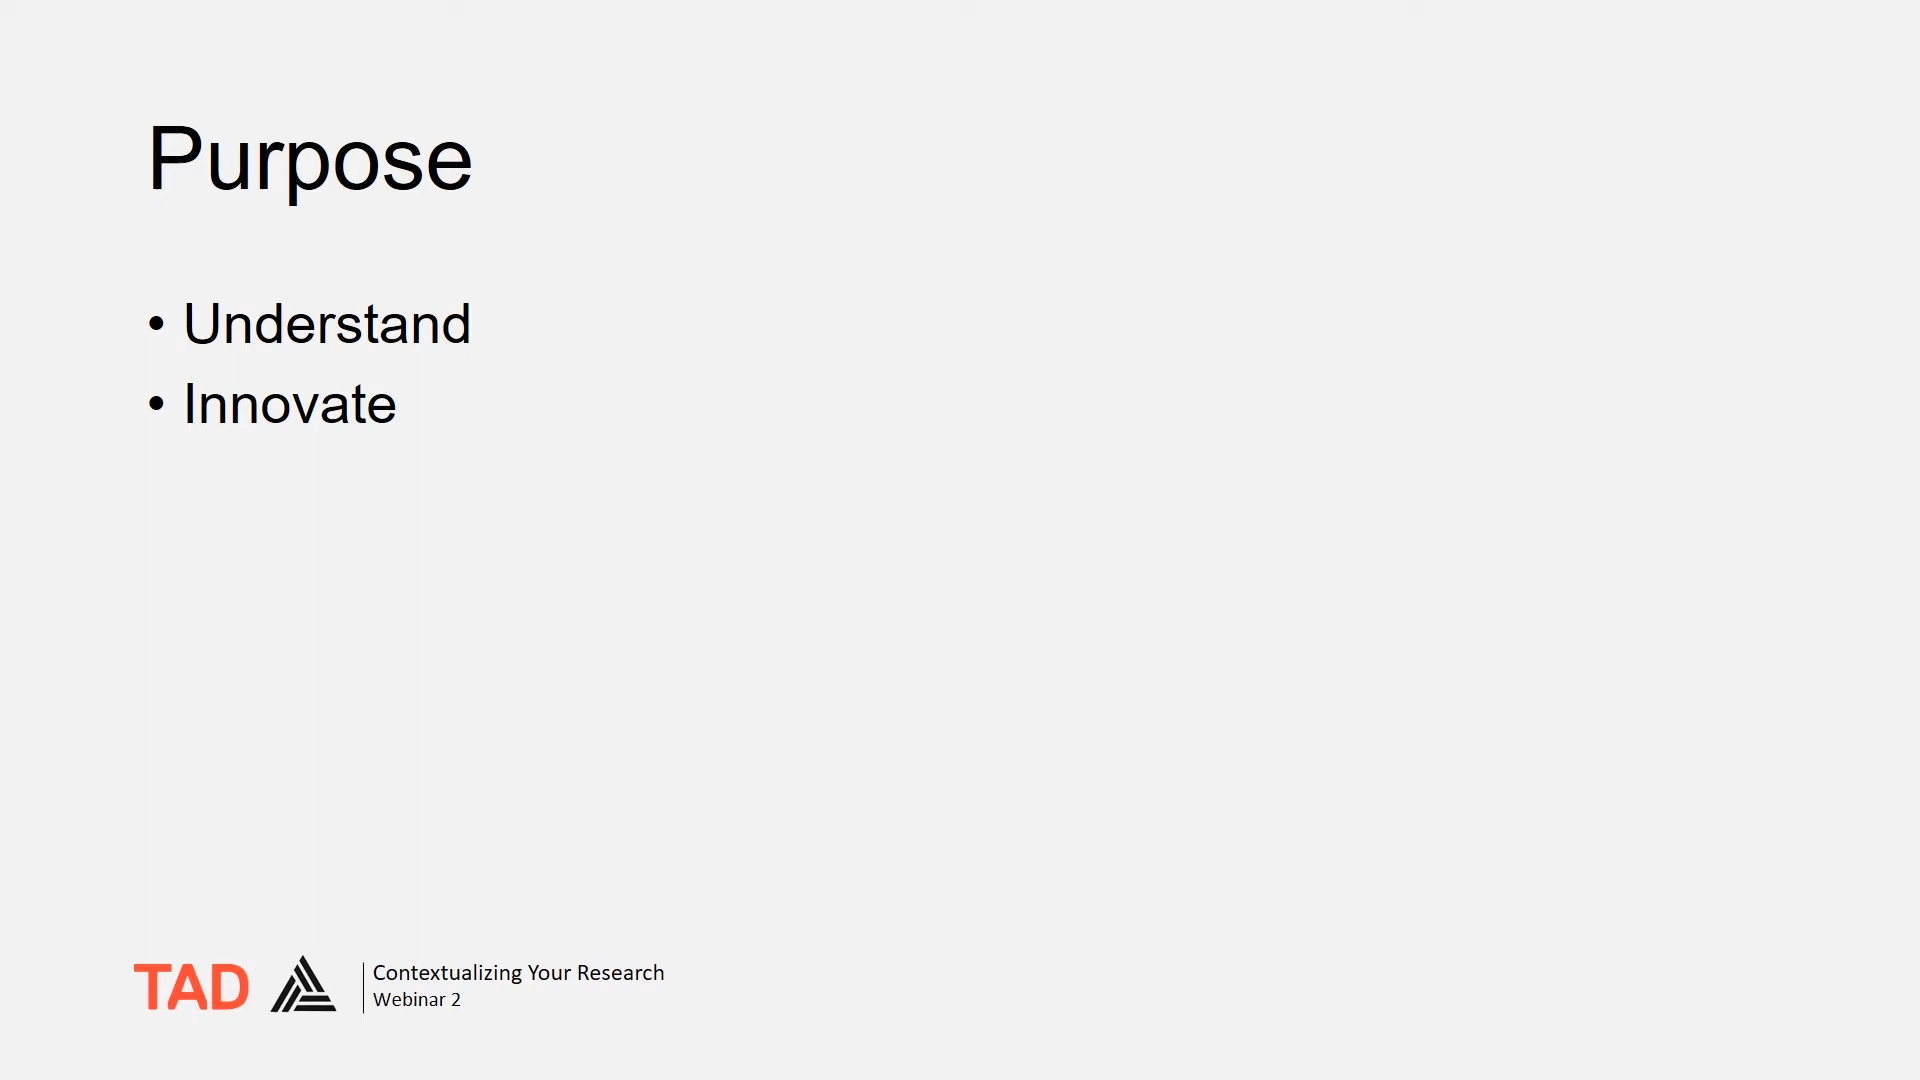 Purpose
• Understand
• Innovate
TAD
Contextualizing Your Research
Webinar 2